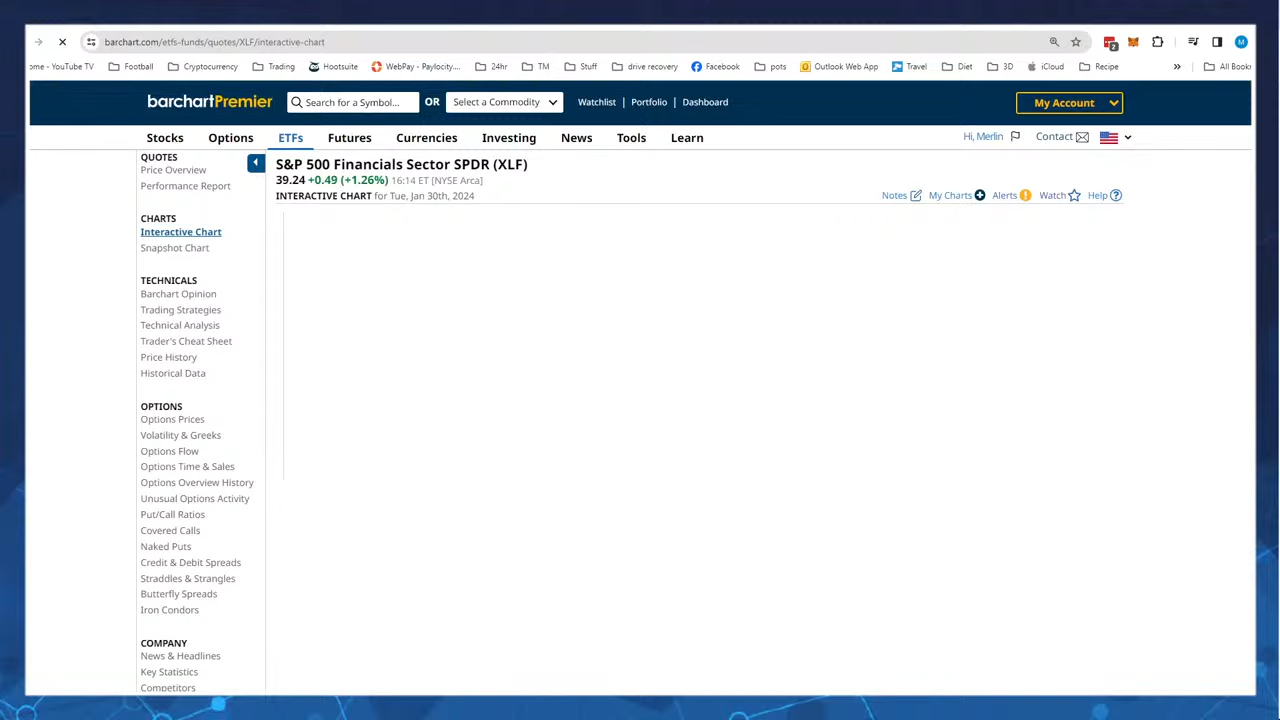 barchart.com/etfs-funds/quotes/XLF/interactive-chart
2
M
ome - YouTube TV Football Cryptocurrency Trading Hootsuite WebPay - Paylocity.... 24hr TM Stuff drive recovery Facebook pots Outlook Web App Travel Diet 3D iCloud Recipe » All Bookr
barchartPremier
Search for a Symbol...
OR
Select a Commodity
Watchlist | Portfolio | Dashboard
My Account
Stocks Options ETFs Futures Currencies Investing News Tools Learn
Hi, Merlin
Contact
QUOTES
Price Overview
Performance Report
CHARTS
Interactive Chart
Snapshot Chart
TECHNICALS
Barchart Opinion
Trading Strategies
Technical Analysis
Trader's Cheat Sheet
Price History
Historical Data
OPTIONS
Options Prices
Volatility & Greeks
Options Flow
Options Time & Sales
Options Overview History
Unusual Options Activity
Put/Call Ratios
Covered Calls
Naked Puts
Credit & Debit Spreads
Straddles & Strangles
Butterfly Spreads
Iron Condors
COMPANY
News & Headlines
Key Statistics
Competitors
S&P 500 Financials Sector SPDR (XLF)
39.24 +0.49 (+1.26%) 16:14 ET [NYSE Arca]
INTERACTIVE CHART for Tue, Jan 30th, 2024
Notes My Charts Alerts Watch Help